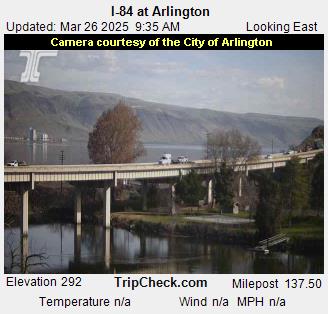 I-84 at Arlington
Updated: Mar 26 2025 9:35 AM Looking East
Camera courtesy of the City of Arlington
Elevation 292 TripCheck.com Milepost 137.50
Temperature n/a Wind n/a MPH n/a